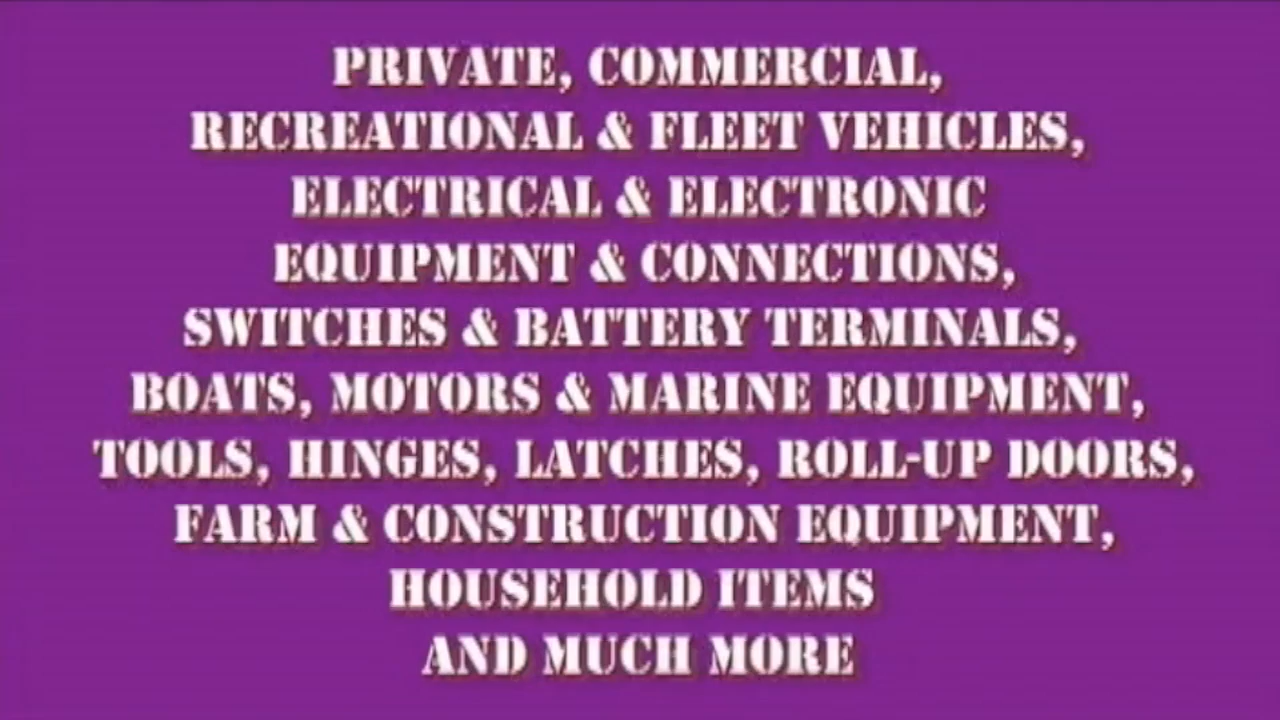 PRIVATE, COMMERCIAL,
RECREATIONAL & FLEET VEHICLES,
ELECTRICAL & ELECTRONIC
EQUIPMENT & CONNECTIONS,
SWITCHES & BATTERY TERMINALS,
BOATS, MOTORS & MARINE EQUIPMENT,
TOOLS, HINGES, LATCHES, ROLL-UP DOORS,
FARM & CONSTRUCTION EQUIPMENT,
HOUSEHOLD ITEMS
AND MUCH MORE